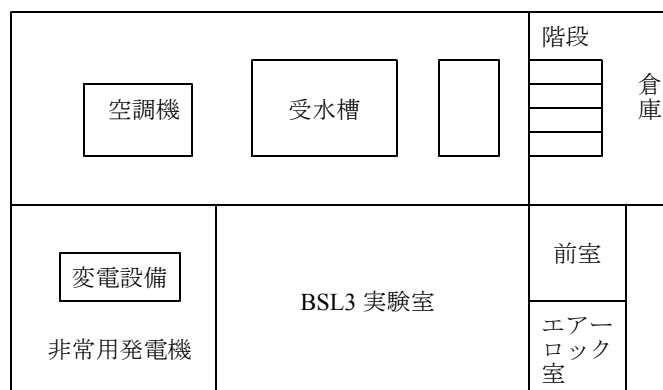 階段
空調機
受水槽
倉
庫
変電設備
非常用発電機
BSL3 実験室
前室
エアー
ロック
室